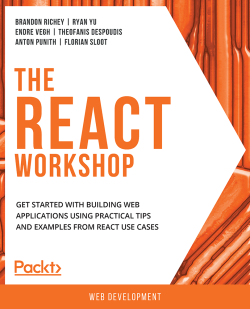 BRANDON RICHEY | RYAN YU
ENDRE VEGH | THEOFANIS DESPOUDIS
ANTON PUNITH | FLORIAN SLOOT
THE
REACT
WORKSHOP
GET STARTED WITH BUILDING WEB
APPLICATIONS USING PRACTICAL TIPS
AND EXAMPLES FROM REACT USE CASES
Packt>
WEB DEVELOPMENT